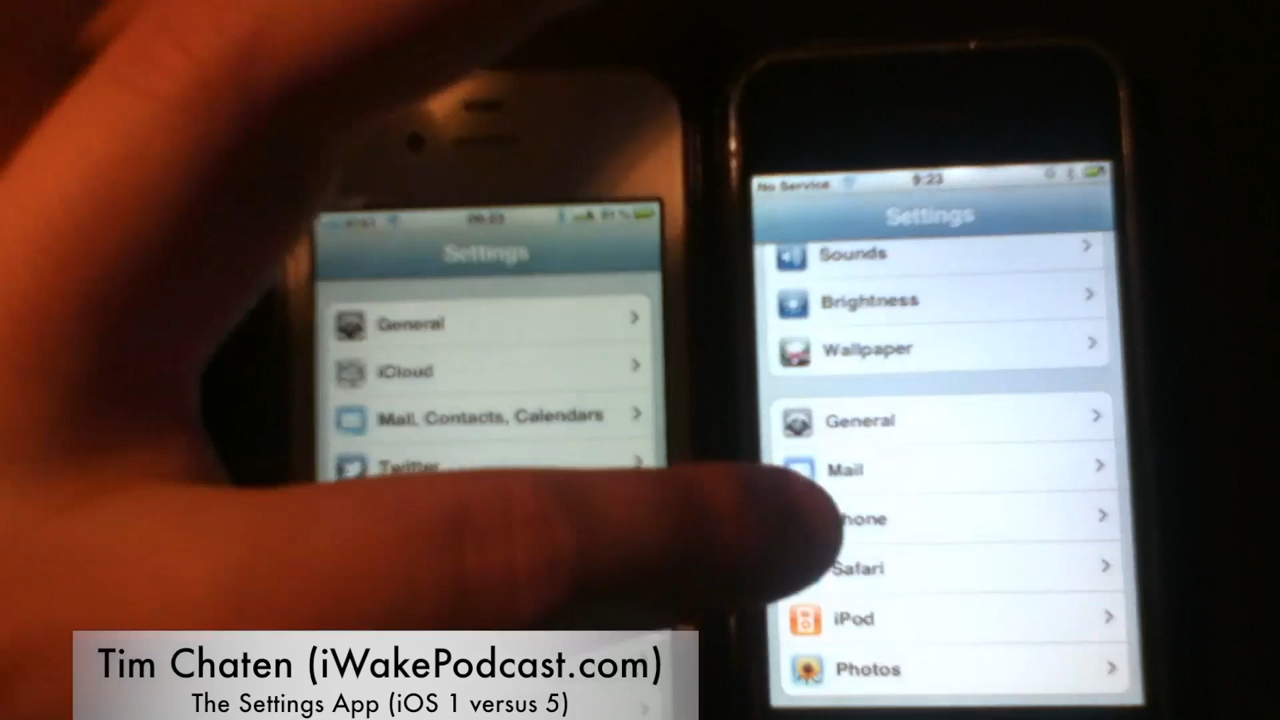 Settings
General
iCloud
Mail, Contacts, Calendars
Twitter
No Service 9:23
Settings
Sounds
Brightness
Wallpaper
General
Mail
hone
Safari
iPod
Photos
Tim Chaten (iWakePodcast.com)
The Settings App (iOS 1 versus 5)